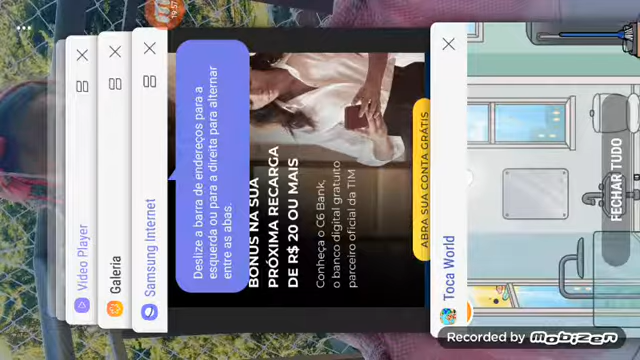 19:57
Video Player
Galeria
Samsung Internet
Deslize a barra de endereços para a
esquerda ou para a direita para alternar
entre as abas.
BÔNUS NA SUA
PRÓXIMA RECARGA
DE R$ 20 OU MAIS
Conheça o C6 Bank,
o banco digital gratuito
parceiro oficial da TIM
ABRA SUA CONTA GRÁTIS
Toca World
FECHAR TUDO
Recorded by mobizen